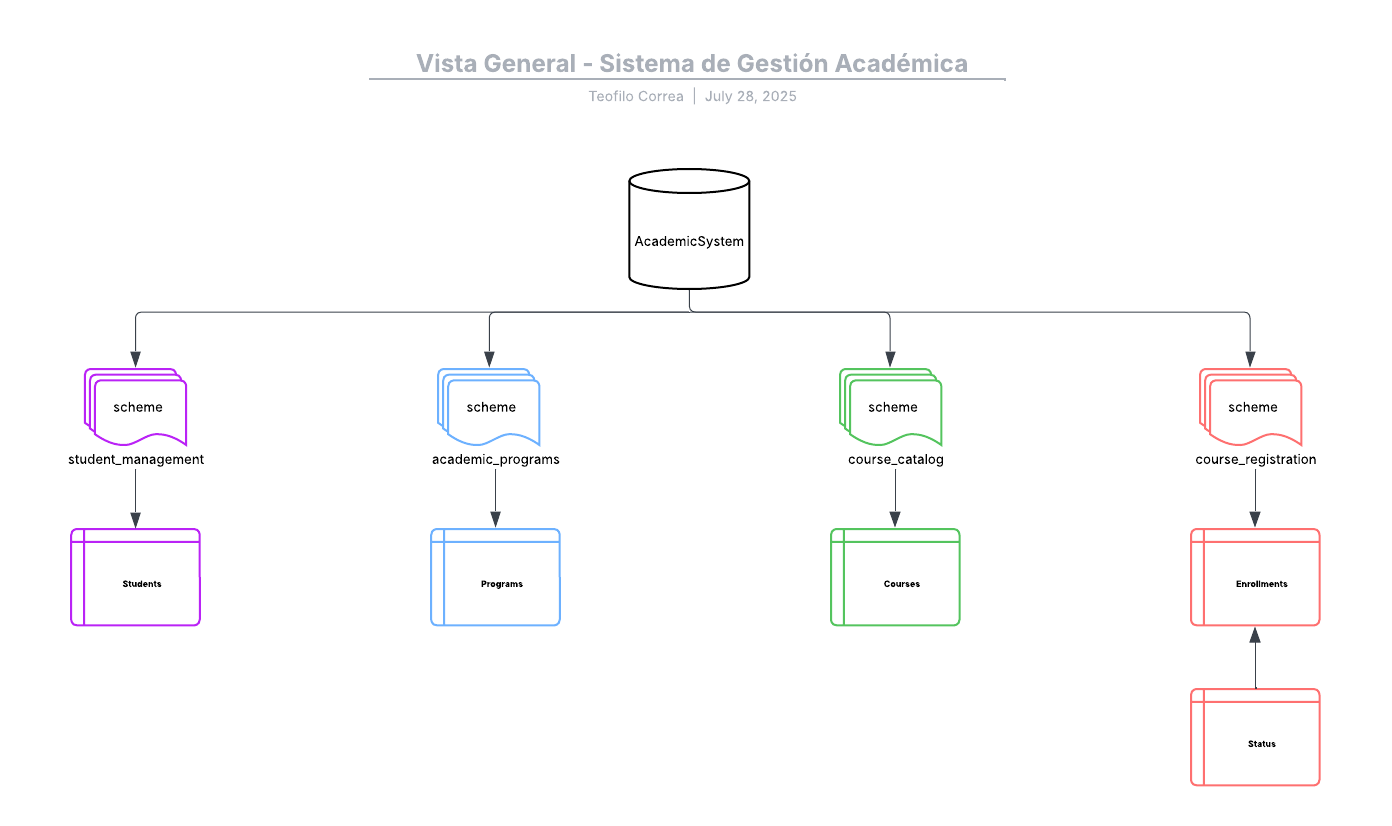 Vista General - Sistema de Gestión Académica
Teofilo Correa | July 28, 2025
AcademicSystem
scheme
scheme
scheme
scheme
student_management
academic_programs
course_catalog
course_registration
Students
Programs
Courses
Enrollments
Status